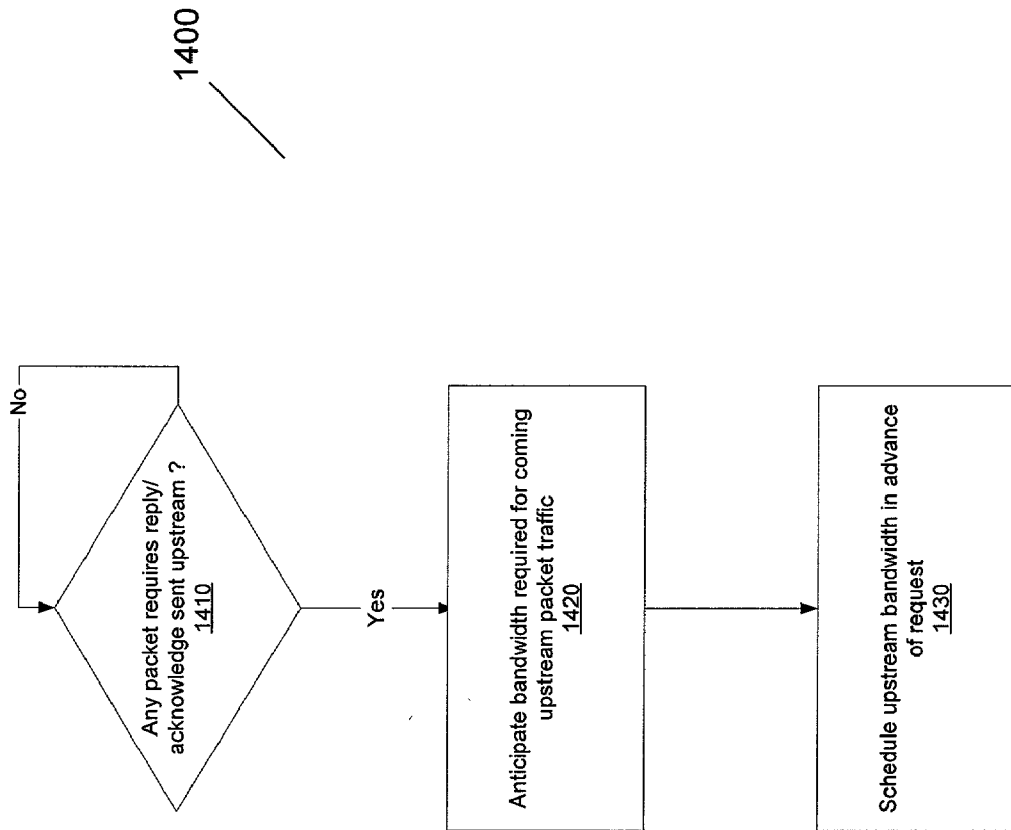 1400
No
Any packet requires reply/
acknowledge sent upstream ?
1410
Yes
Anticipate bandwidth required for coming
upstream packet traffic
1420
Schedule upstream bandwidth in advance
of request
1430